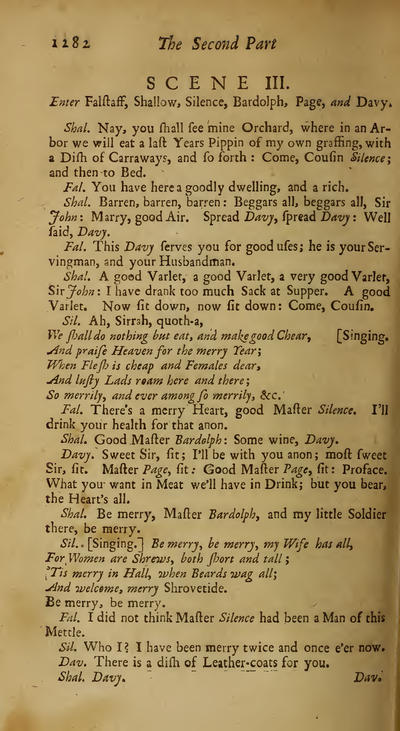 1282 The Second Part
SCENE III.
Enter Falſtaff, Shallow, Silence, Bardolph, Page, and Davy.
Shal. Nay, you ſhall ſee mine Orchard, where in an Ar-
bor we will eat a laſt Years Pippin of my own graffing, with
a Diſh of Carraways, and ſo forth: Come, Couſin Silence;
and then to Bed.
Fal. You have here a goodly dwelling, and a rich.
Shal. Barren, barren, barren: Beggars all, beggars all, Sir
John: Marry, good Air. Spread Davy, ſpread Davy: Well
ſaid, Davy.
Fal. This Davy ſerves you for good uſes; he is your Ser-
vingman, and your Husbandman.
Shal. A good Varlet, a good Varlet, a very good Varlet,
Sir John: I have drank too much Sack at Supper. A good
Varlet. Now ſit down, now ſit down: Come, Couſin.
Sil. Ah, Sirrah, quoth-a,
We ſhall do nothing but eat, and make good Chear, [Singing.
And praiſe Heaven for the merry Year;
When Fleſh is cheap and Females dear,
And luſty Lads roam here and there;
So merrily, and ever among ſo merrily, &c.
Fal. There's a merry Heart, good Maſter Silence. I'll
drink your health for that anon.
Shal. Good Maſter Bardolph: Some wine, Davy.
Davy. Sweet Sir, ſit; I'll be with you anon; moſt ſweet
Sir, ſit. Maſter Page, ſit: Good Maſter Page, ſit: Proface.
What you want in Meat we'll have in Drink; but you bear,
the Heart's all.
Shal. Be merry, Maſter Bardolph, and my little Soldier
there, be merry.
Sil. [Singing.] Be merry, be merry, my Wife has all,
For Women are Shrews, both ſhort and tall;
'Tis merry in Hall, when Beards wag all;
And welcome, merry Shrovetide.
Be merry, be merry.
Fal. I did not think Maſter Silence had been a Man of this
Mettle.
Sil. Who I? I have been merry twice and once e'er now.
Dav. There is a diſh of Leather-coats for you.
Shal. Davy. Dav.